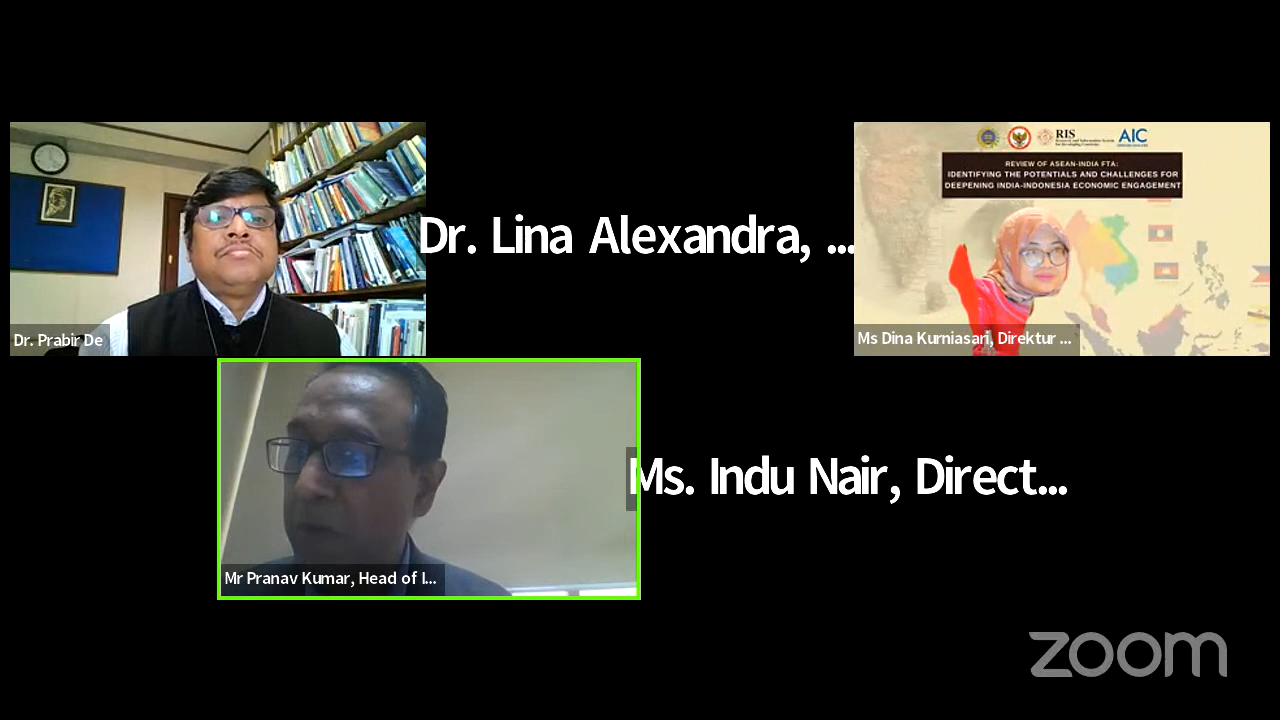 RIS
AIC
REVIEW OF ASEAN-INDIA FTA:
IDENTIFYING THE POTENTIALS AND CHALLENGES FOR
DEEPENING INDIA-INDONESIA ECONOMIC ENGAGEMENT
Dr. Lina Alexandra, ...
Dr. Prabir De
Ms Dina Kurniasari, Direktur ...
Ms. Indu Nair, Direct...
Mr Pranav Kumar, Head of I...
zoom